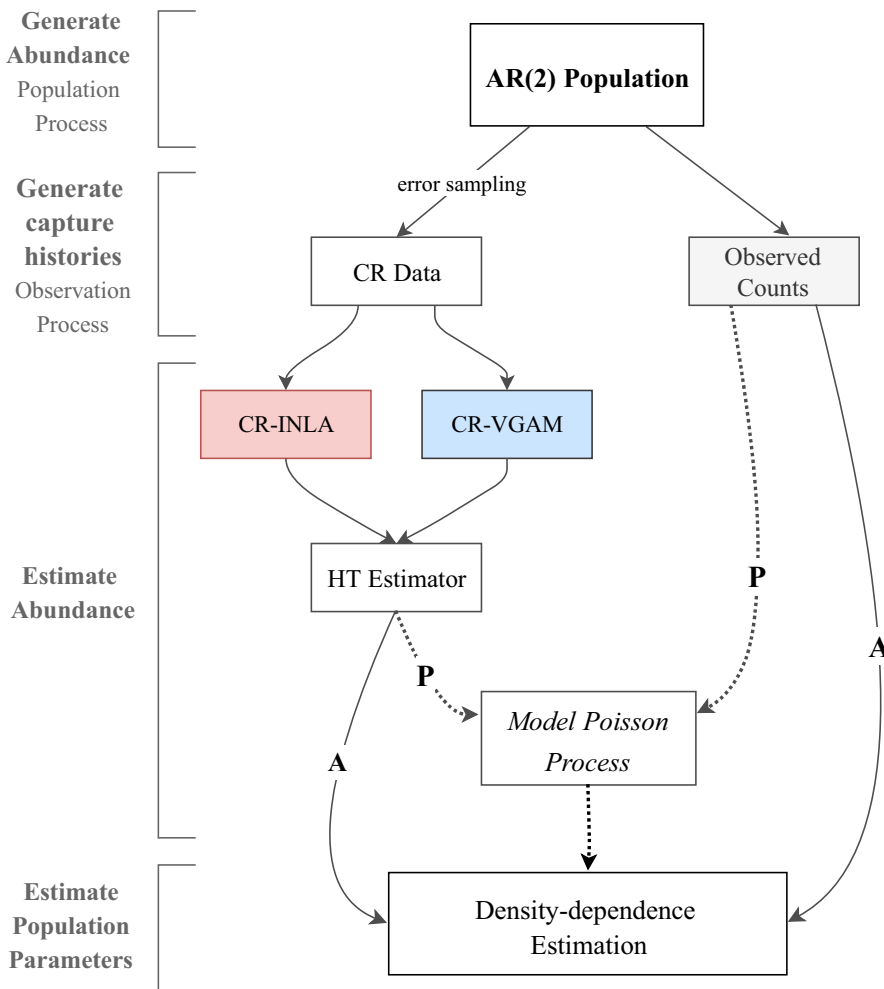 Generate
Abundance
Population
Process
AR(2) Population
Generate
capture
histories
Observation
Process
error sampling
CR Data
Observed
Counts
CR-INLA
CR-VGAM
Estimate
Abundance
HT Estimator
P
P
A
A
Model Poisson
Process
Estimate
Population
Parameters
Density-dependence
Estimation